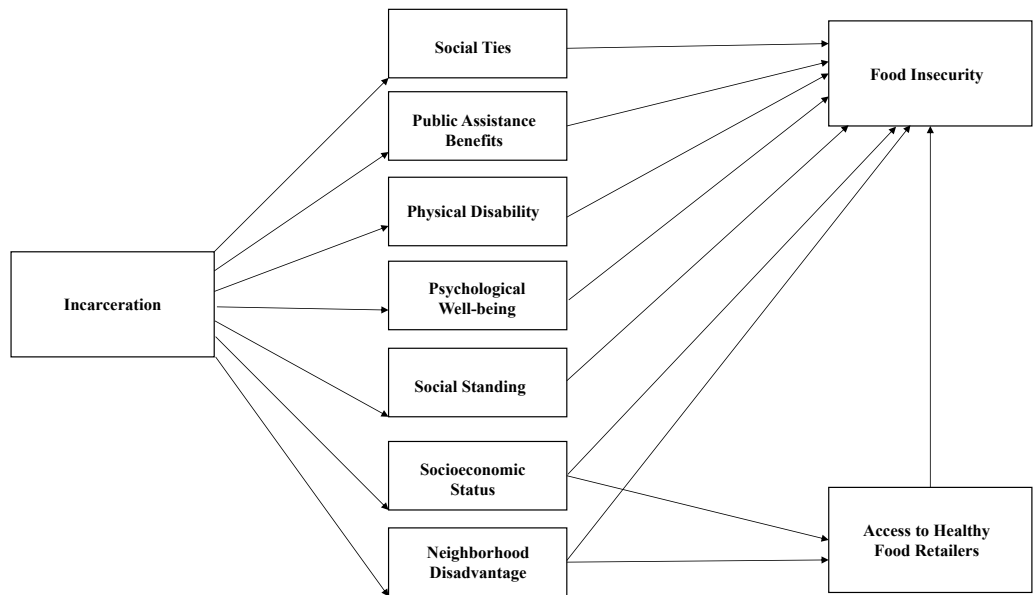 Social Ties
Food Insecurity
Public Assistance
Benefits
Physical Disability
Incarceration
Psychological
Well-being
Social Standing
Socioeconomic
Status
Access to Healthy
Food Retailers
Neighborhood
Disadvantage